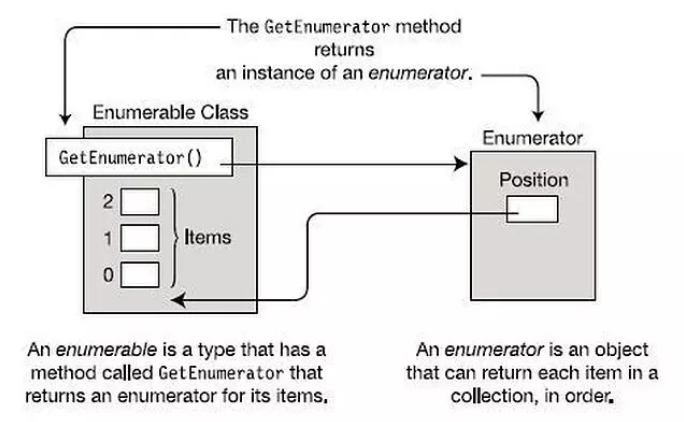 The GetEnumerator method
returns
an instance of an enumerator.
Enumerable Class
GetEnumerator()
2
1
0
Items
Enumerator
Position
An enumerable is a type that has a
method called GetEnumerator that
returns an enumerator for its items.
An enumerator is an object
that can return each item in a
collection, in order.